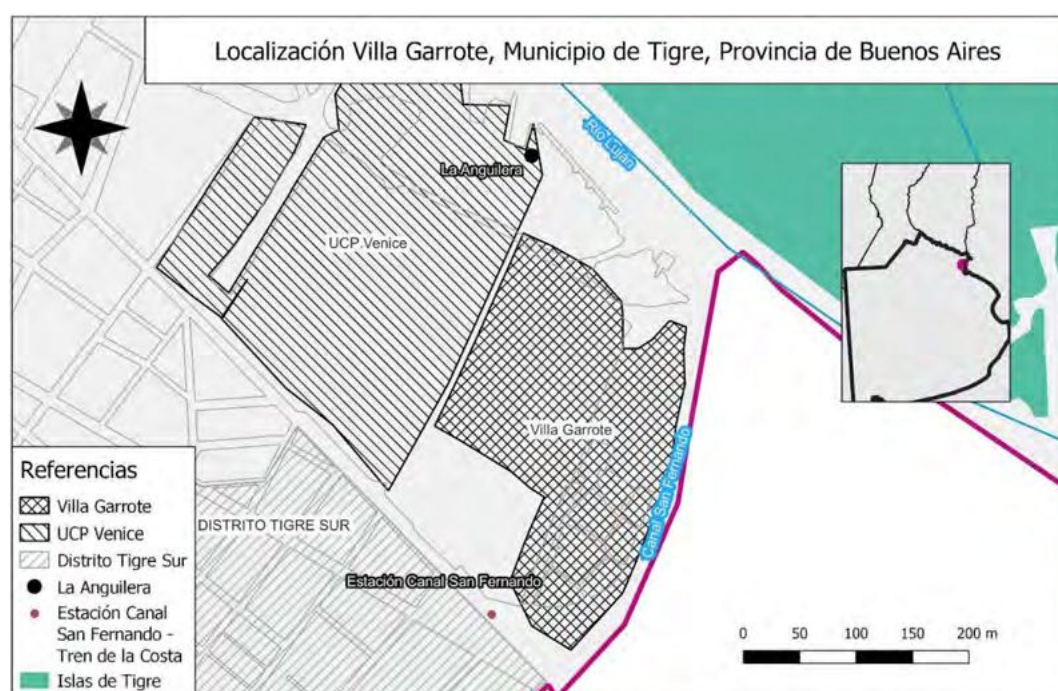 Localización Villa Garrote, Municipio de Tigre, Provincia de Buenos Aires
Río Luján
La Anguilera
UCP Venice
Villa Garrote
Canal San Fernando
DISTRITO TIGRE SUR
Estación Canal San Fernando
Referencias
Villa Garrote
UCP Venice
Distrito Tigre Sur
La Anguilera
Estación Canal
San Fernando -
Tren de la Costa
Islas de Tigre
0 50 100 150 200 m